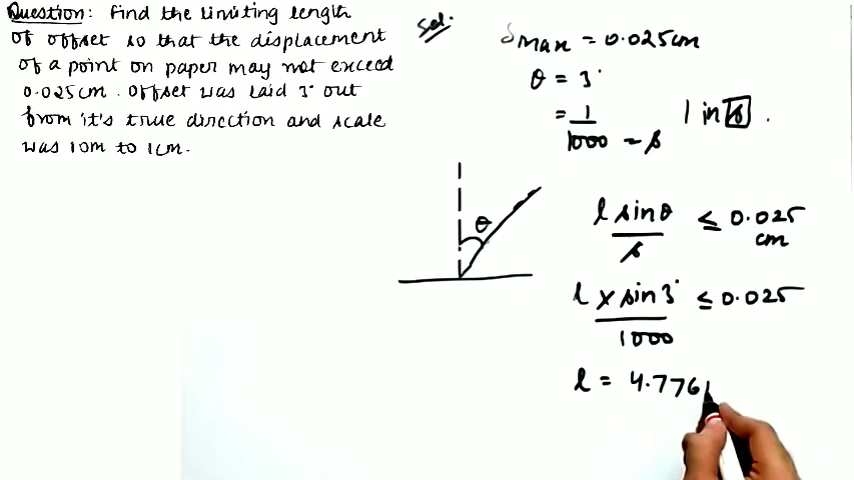 Question: Find the limiting length
of offset so that the displacement
of a point on paper may not exceed
0.025cm. Offset was laid 3° out
from it's true direction and scale
was 10m to 1cm.
Sol:
δmax = 0.025cm
θ = 3°
= 1/1000 = s
1 in s.
θ
l sinθ / s ≤ 0.025 cm
l × sin3° / 1000 ≤ 0.025
l = 4.776